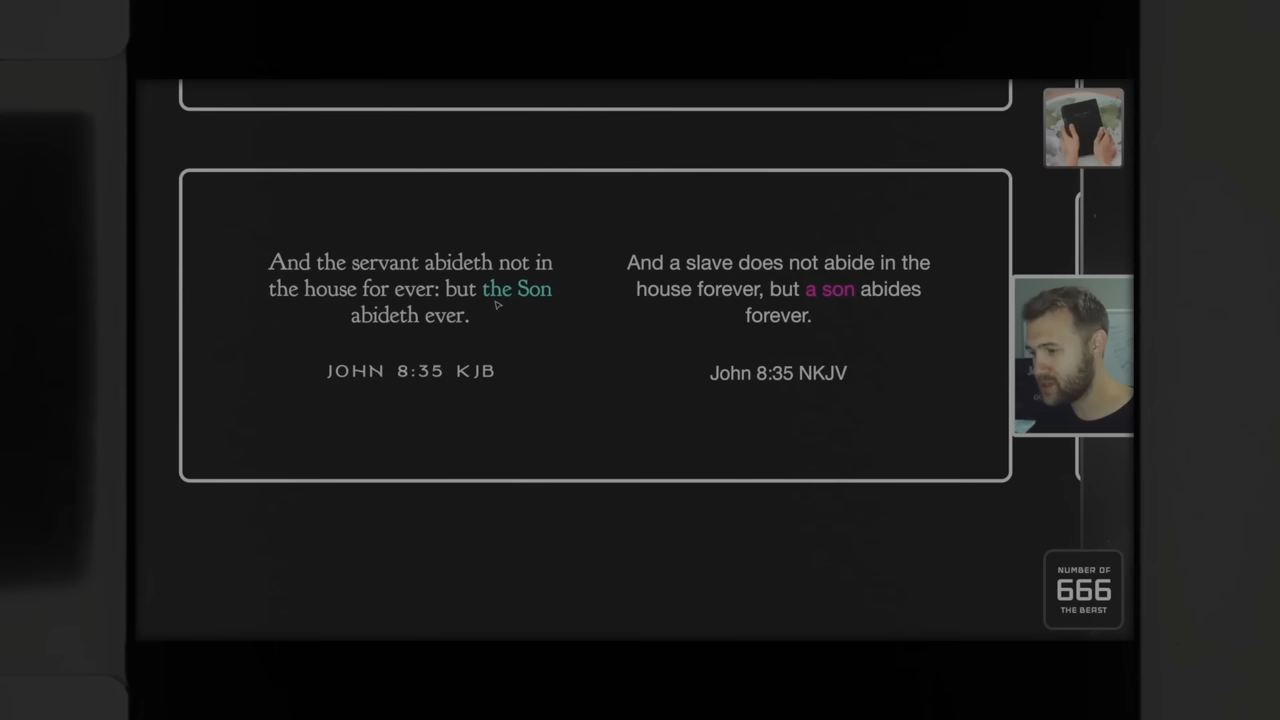 And the servant abideth not in
the house for ever: but the Son
abideth ever.
JOHN 8:35 KJB
And a slave does not abide in the
house forever, but a son abides
forever.
John 8:35 NKJV
NUMBER OF
666
THE BEAST